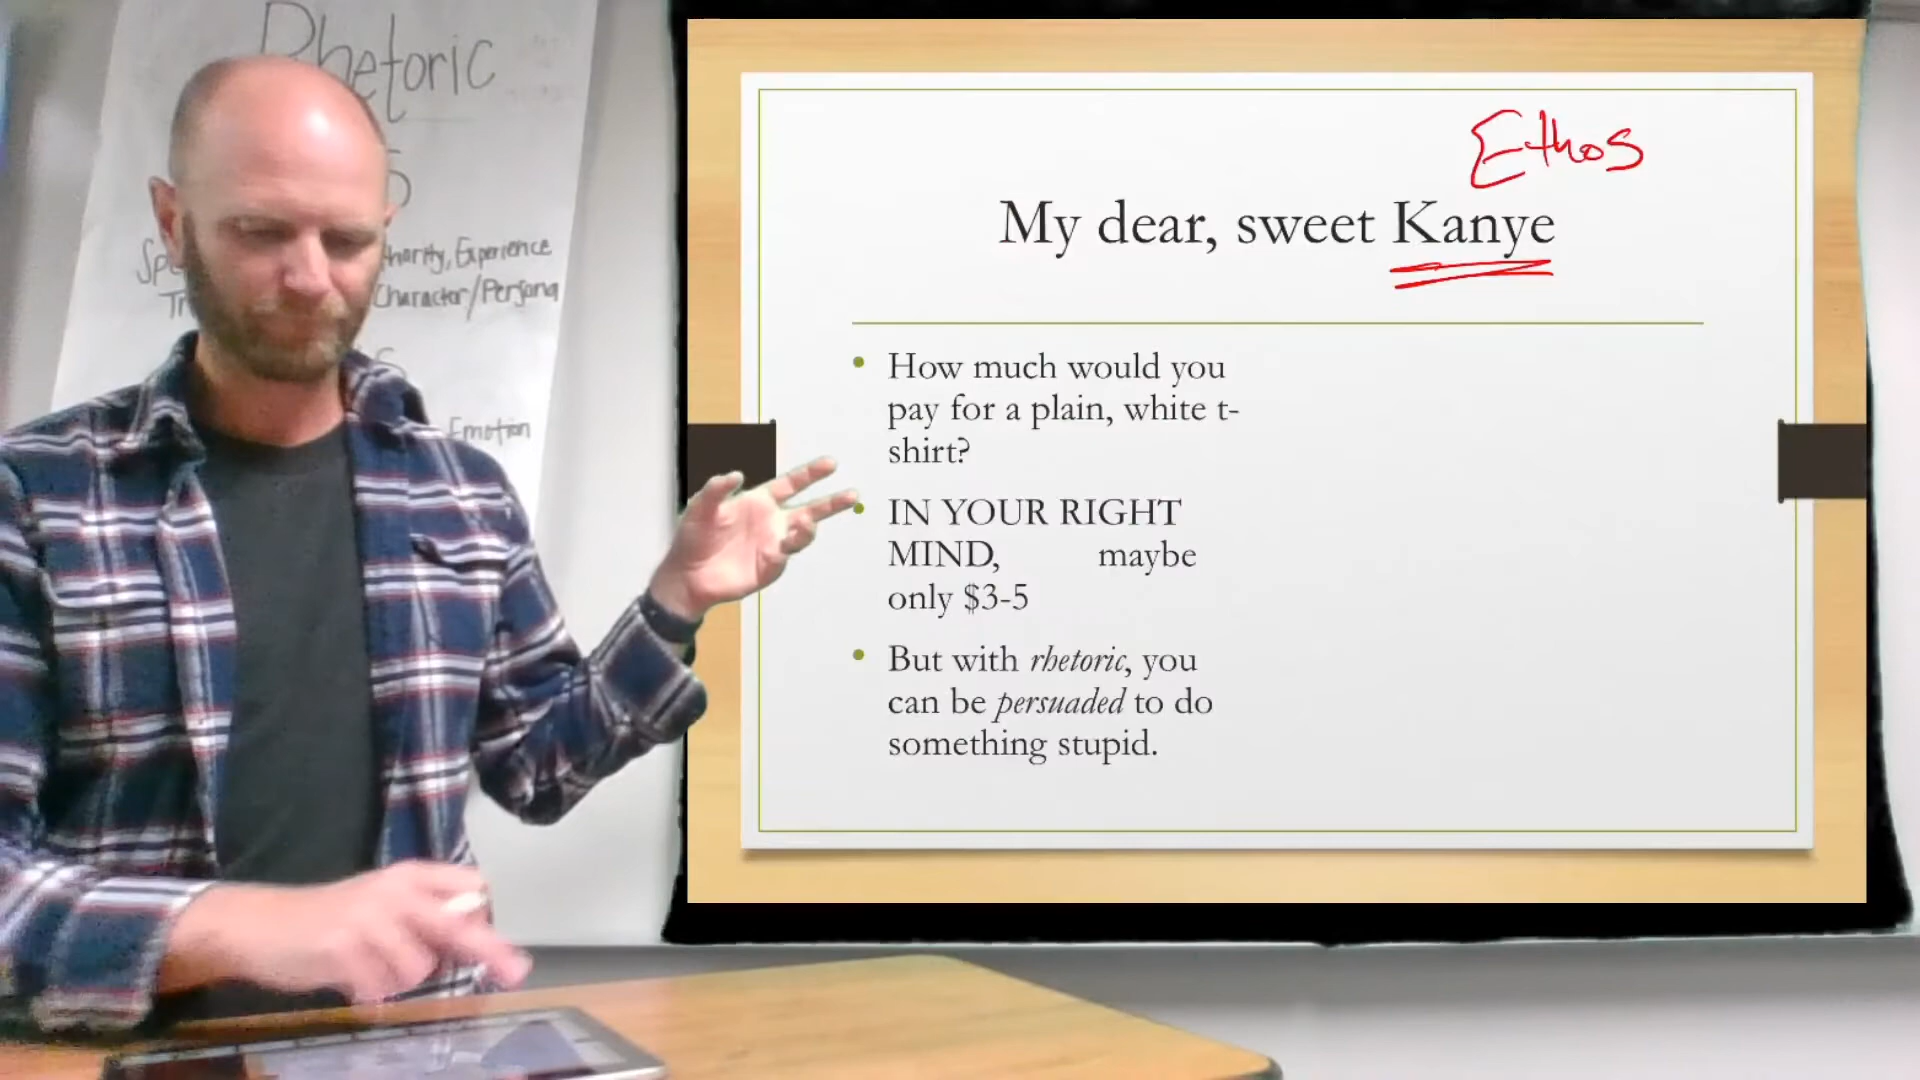 Rhetoric
Authority, Experience
Character/Persona
Emotion
Ethos
My dear, sweet Kanye
• How much would you
pay for a plain, white t-
shirt?
• IN YOUR RIGHT
MIND, maybe
only $3-5
• But with rhetoric, you
can be persuaded to do
something stupid.